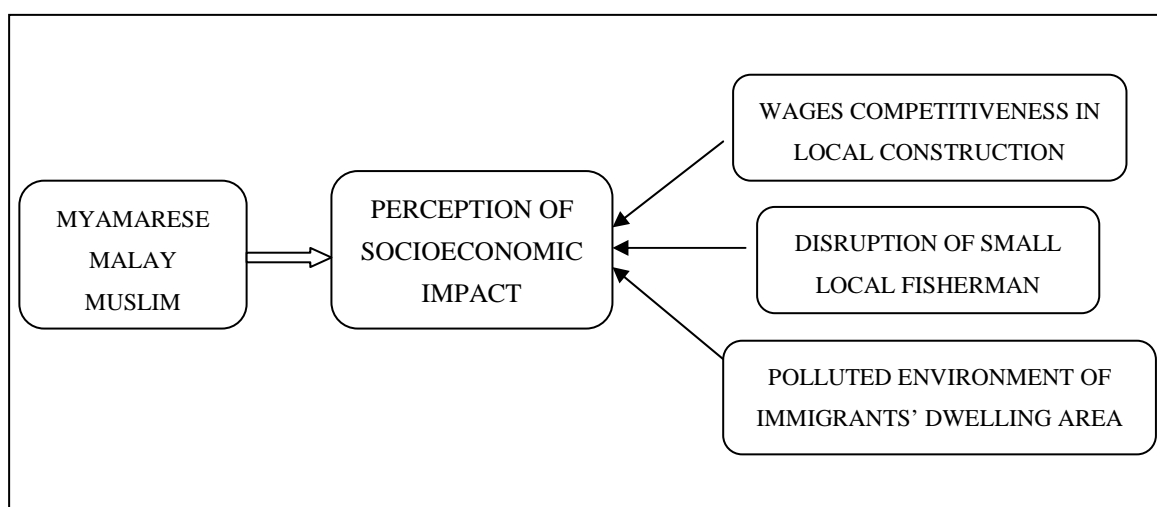 MYAMARESE
MALAY
MUSLIM
PERCEPTION OF
SOCIOECONOMIC
IMPACT
WAGES COMPETITIVENESS IN
LOCAL CONSTRUCTION
DISRUPTION OF SMALL
LOCAL FISHERMAN
POLLUTED ENVIRONMENT OF
IMMIGRANTS’ DWELLING AREA